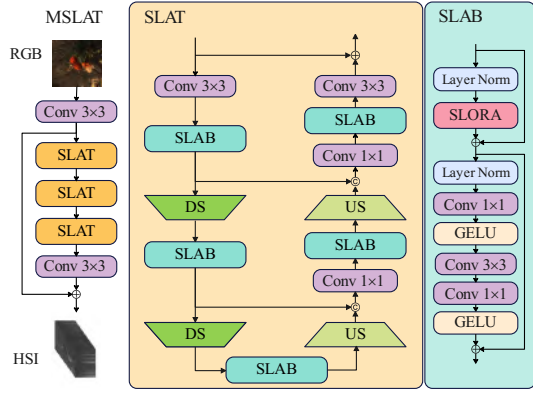 MSLAT
RGB
Conv 3×3
SLAT
SLAT
SLAT
Conv 3×3
HSI
SLAT
Conv 3×3
SLAB
DS
SLAB
DS
SLAB
US
Conv 1×1
SLAB
US
Conv 1×1
SLAB
Conv 3×3
C
C
SLAB
Layer Norm
SLORA
Layer Norm
Conv 1×1
GELU
Conv 3×3
Conv 1×1
GELU